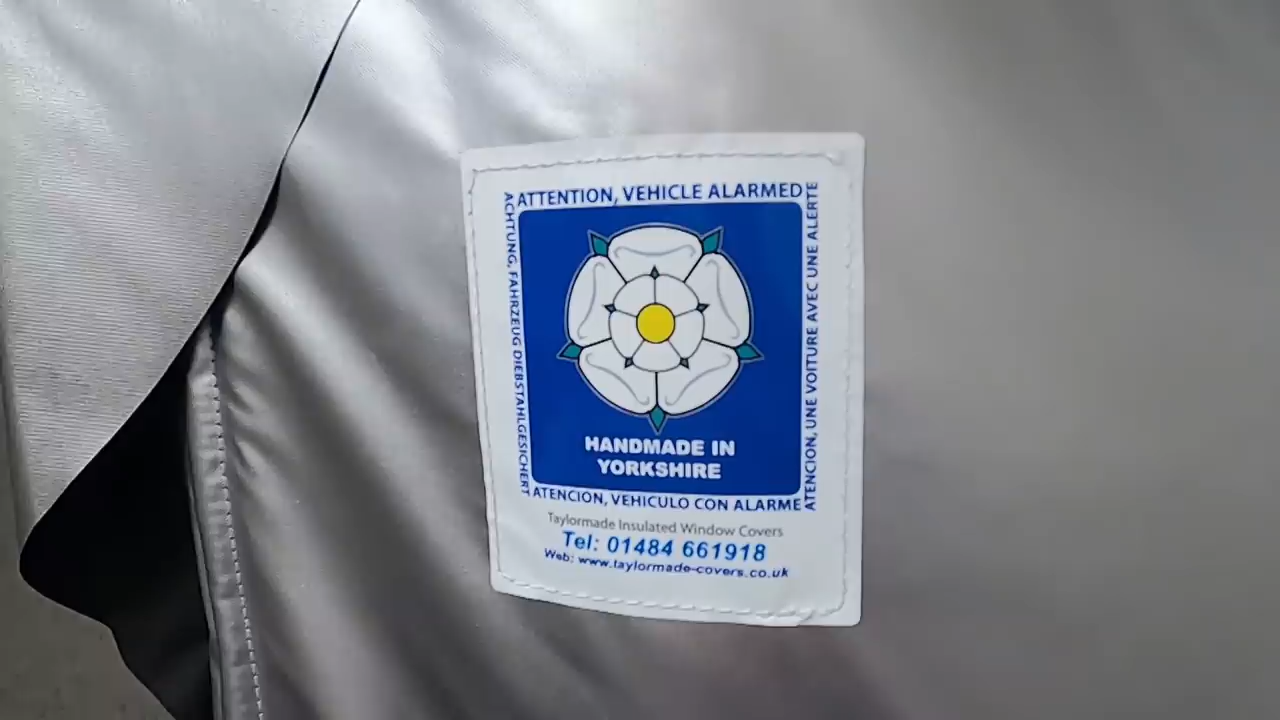 ATTENTION, VEHICLE ALARMED
ACHTUNG, FAHRZEUG DIEBSTAHLGESICHERT
ATENCION, UNE VOITURE AVEC UNE ALERTE
HANDMADE IN
YORKSHIRE
ATENCION, VEHICULO CON ALARME
Taylormade Insulated Window Covers
Tel: 01484 661918
Web: www.taylormade-covers.co.uk